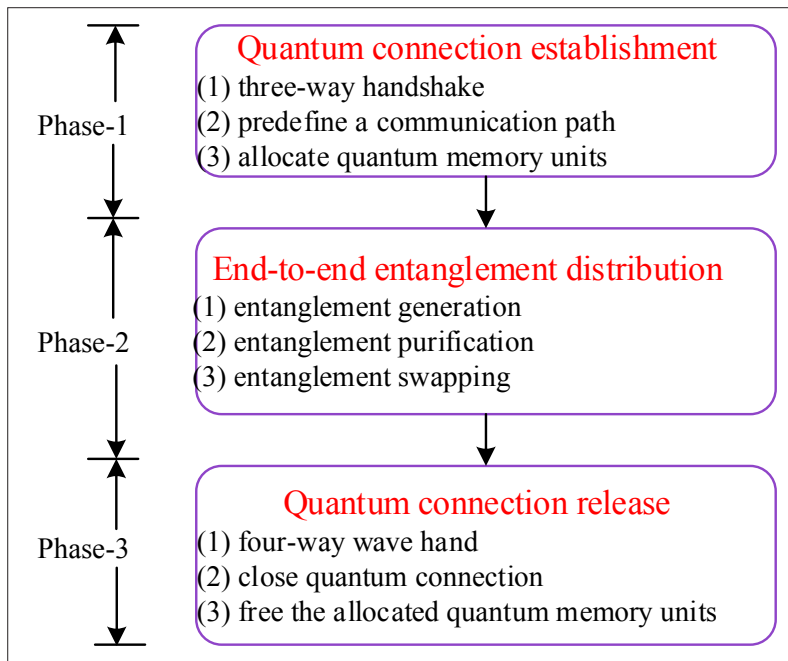 Quantum connection establishment
(1) three-way handshake
Phase-1
(2) predefine a communication path
(3) allocate quantum memory units
End-to-end entanglement distribution
(1) entanglement generation
Phase-2
(2) entanglement purification
(3) entanglement swapping
Quantum connection release
(1) four-way wave hand
Phase-3
(2) close quantum connection
(3) free the allocated quantum memory units